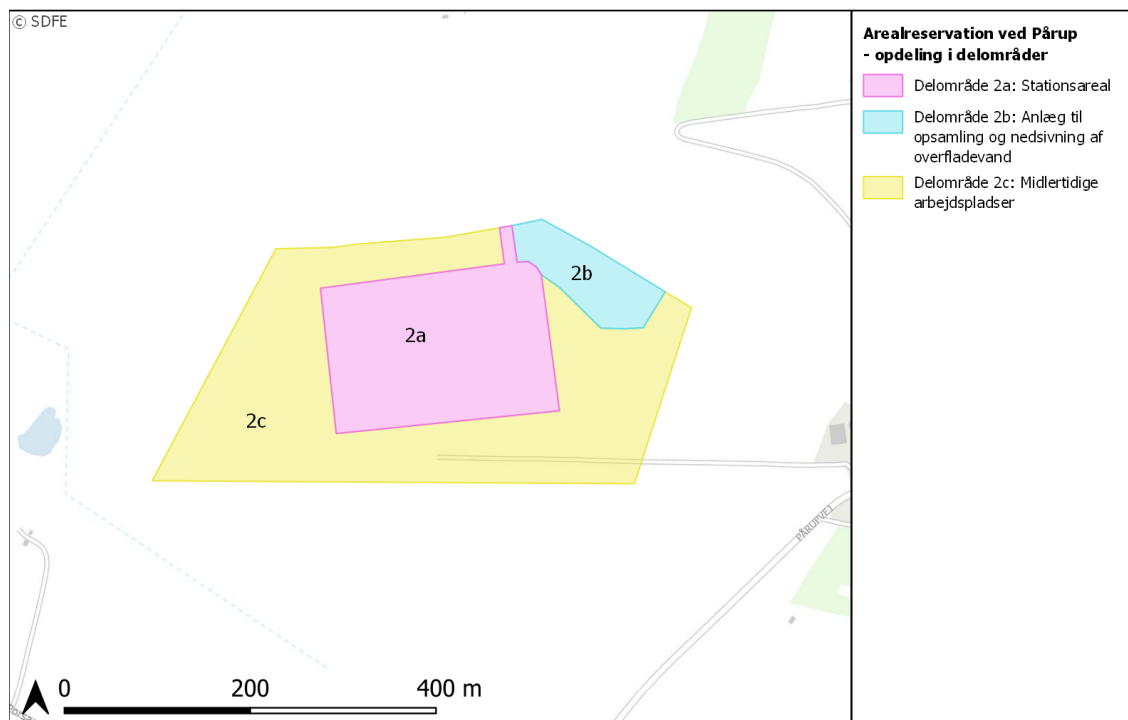 © SDFE
Arealreservation ved Pårup
- opdeling i delområder
Delområde 2a: Stationsareal
Delområde 2b: Anlæg til
opsamling og nedsivning af
overfladevand
Delområde 2c: Midlertidige
arbejdspladser
2b
2a
2c
PÅRUPVEJ
0 200 400 m